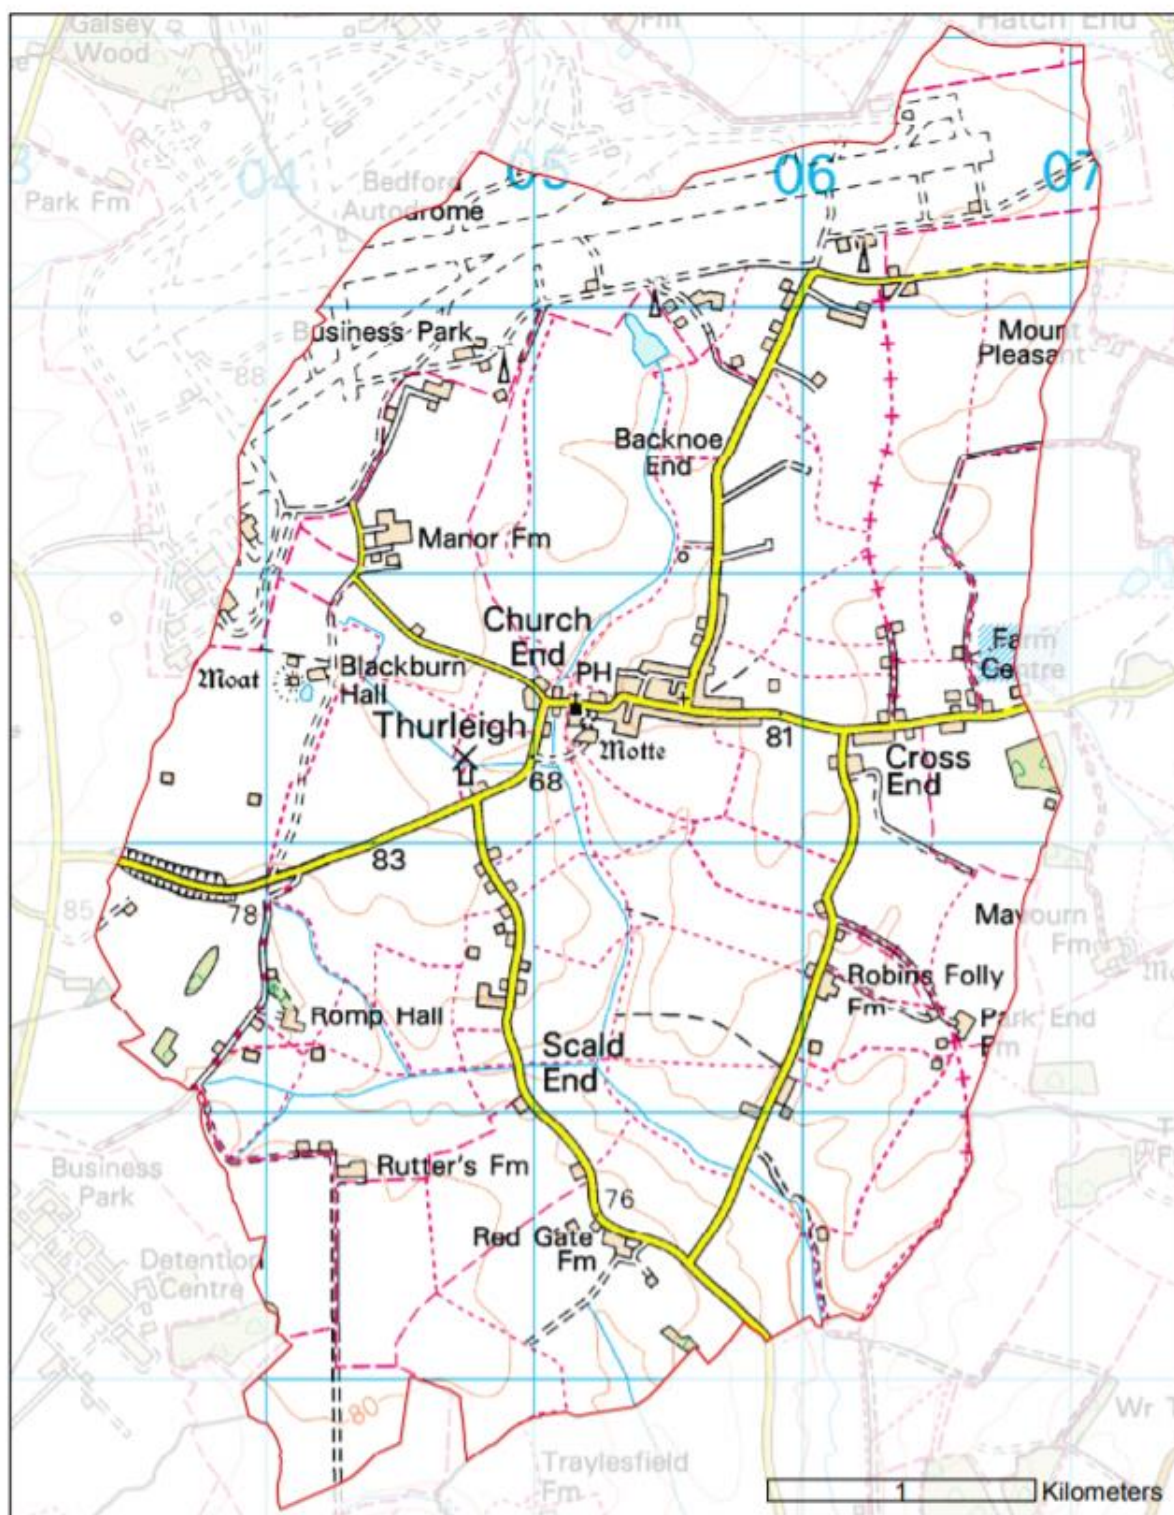 Galsey
Wood
Fm
Hatch End
04
05
06
07
Park Fm
Bedford
Autodrome
Business Park
88
Mount
Pleasant
Backnoe
End
Manor Fm
Church
End
PH
Farm
Centre
Moat
Blackburn
Hall
Thurleigh
Motte
77
81
68
Cross
End
83
85
78
Mavourn
Fm
Robins Folly
Fm
Romp Hall
Park End
Fm
Scald
End
Business
Park
Rutter's Fm
76
Red Gate
Fm
Detention
Centre
80
Wr
Traylesfield
Fm
1
Kilometers